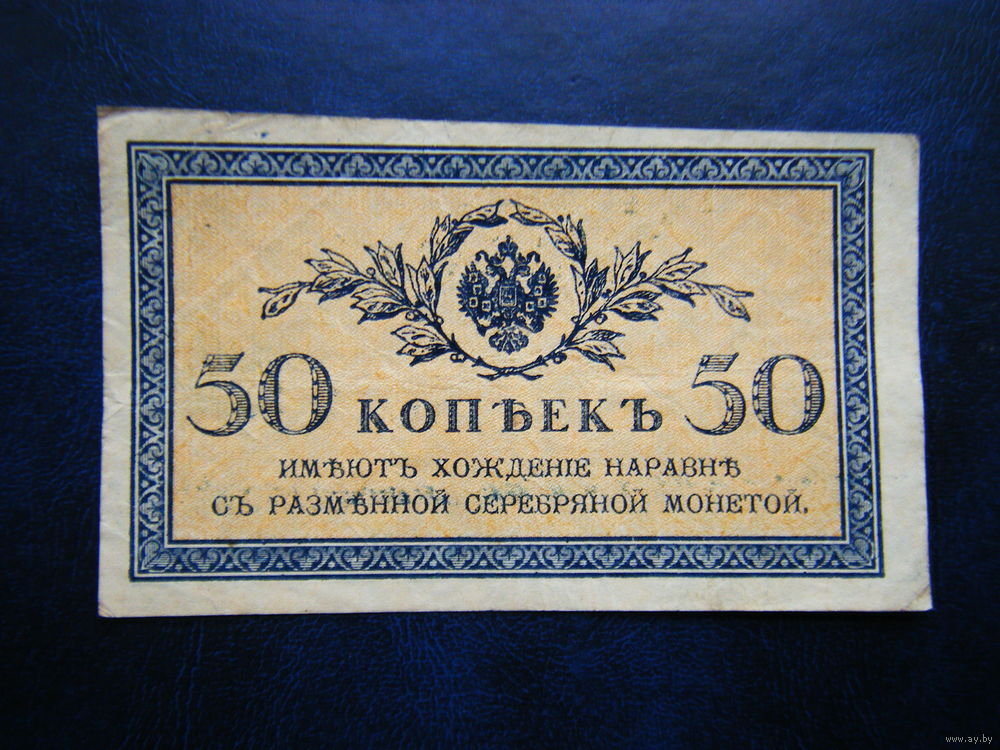 50 КОПѢЕКЪ 50
ИМѢЮТЪ ХОЖДЕНІЕ НАРАВНѢ
СЪ РАЗМѢННОЙ СЕРЕБРЯНОЙ МОНЕТОЙ.
www.ay.by